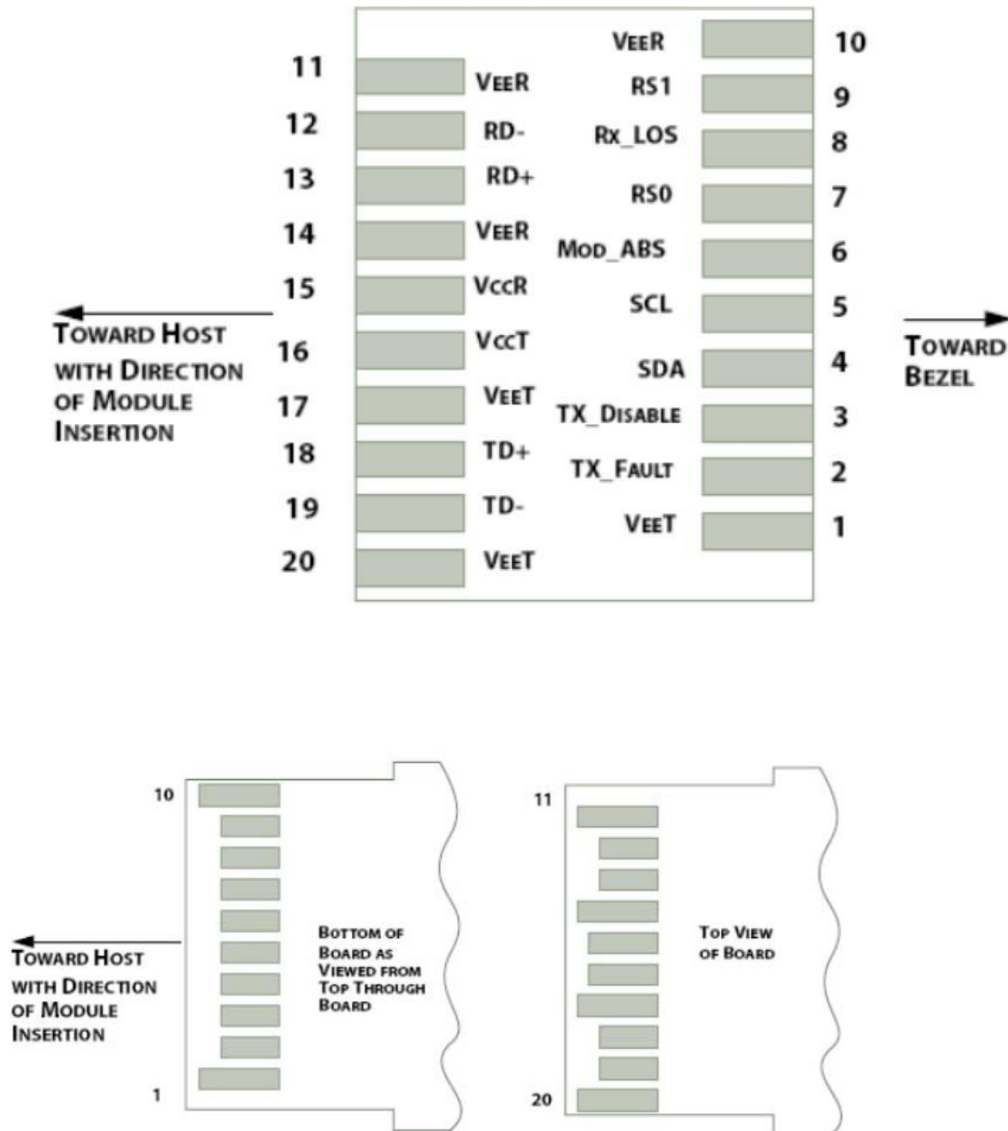 11 VEER
12 RD-
13 RD+
14 VEER
15 VCCR
16 VCCT
17 VEET
18 TD+
19 TD-
20 VEET
VEER 10
RS1 9
RX_LOS 8
RS0 7
MOD_ABS 6
SCL 5
SDA 4
TX_DISABLE 3
TX_FAULT 2
VEET 1
TOWARD HOST
WITH DIRECTION
OF MODULE
INSERTION
TOWARD
BEZEL
10
1
TOWARD HOST
WITH DIRECTION
OF MODULE
INSERTION
BOTTOM OF
BOARD AS
VIEWED FROM
TOP THROUGH
BOARD
11
20
TOP VIEW
OF BOARD